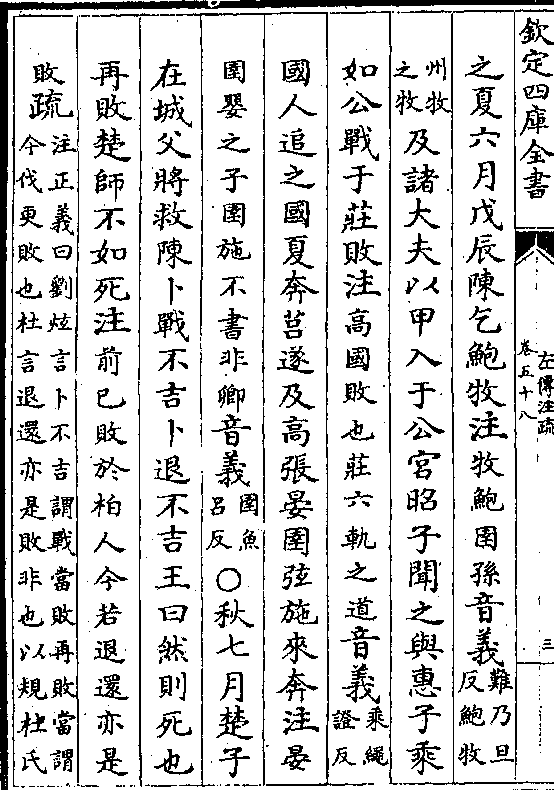 欽定四庫全書
左傳注疏
卷五十八
三
之夏六月戊辰陳乞鮑牧注牧鮑圉孫音義難乃旦反鮑牧
州牧之牧及諸大夫以甲入于公宮昭子聞之與惠子乘
如公戰于莊敗注高國敗也莊六軌之道音義乘繩證反
國人追之國夏奔莒遂及高張晏圉弦施來奔注晏
圉嬰之子圉施不書非卿音義圉魚呂反○秋七月楚子
在城父將救陳卜戰不吉卜退不吉王曰然則死也
再敗楚師不如死注前已敗於柏人今若退還亦是
敗疏注正義曰劉炫言卜不吉謂戰當敗再敗當謂今伐更敗也杜言退還亦是敗非也以規杜氏